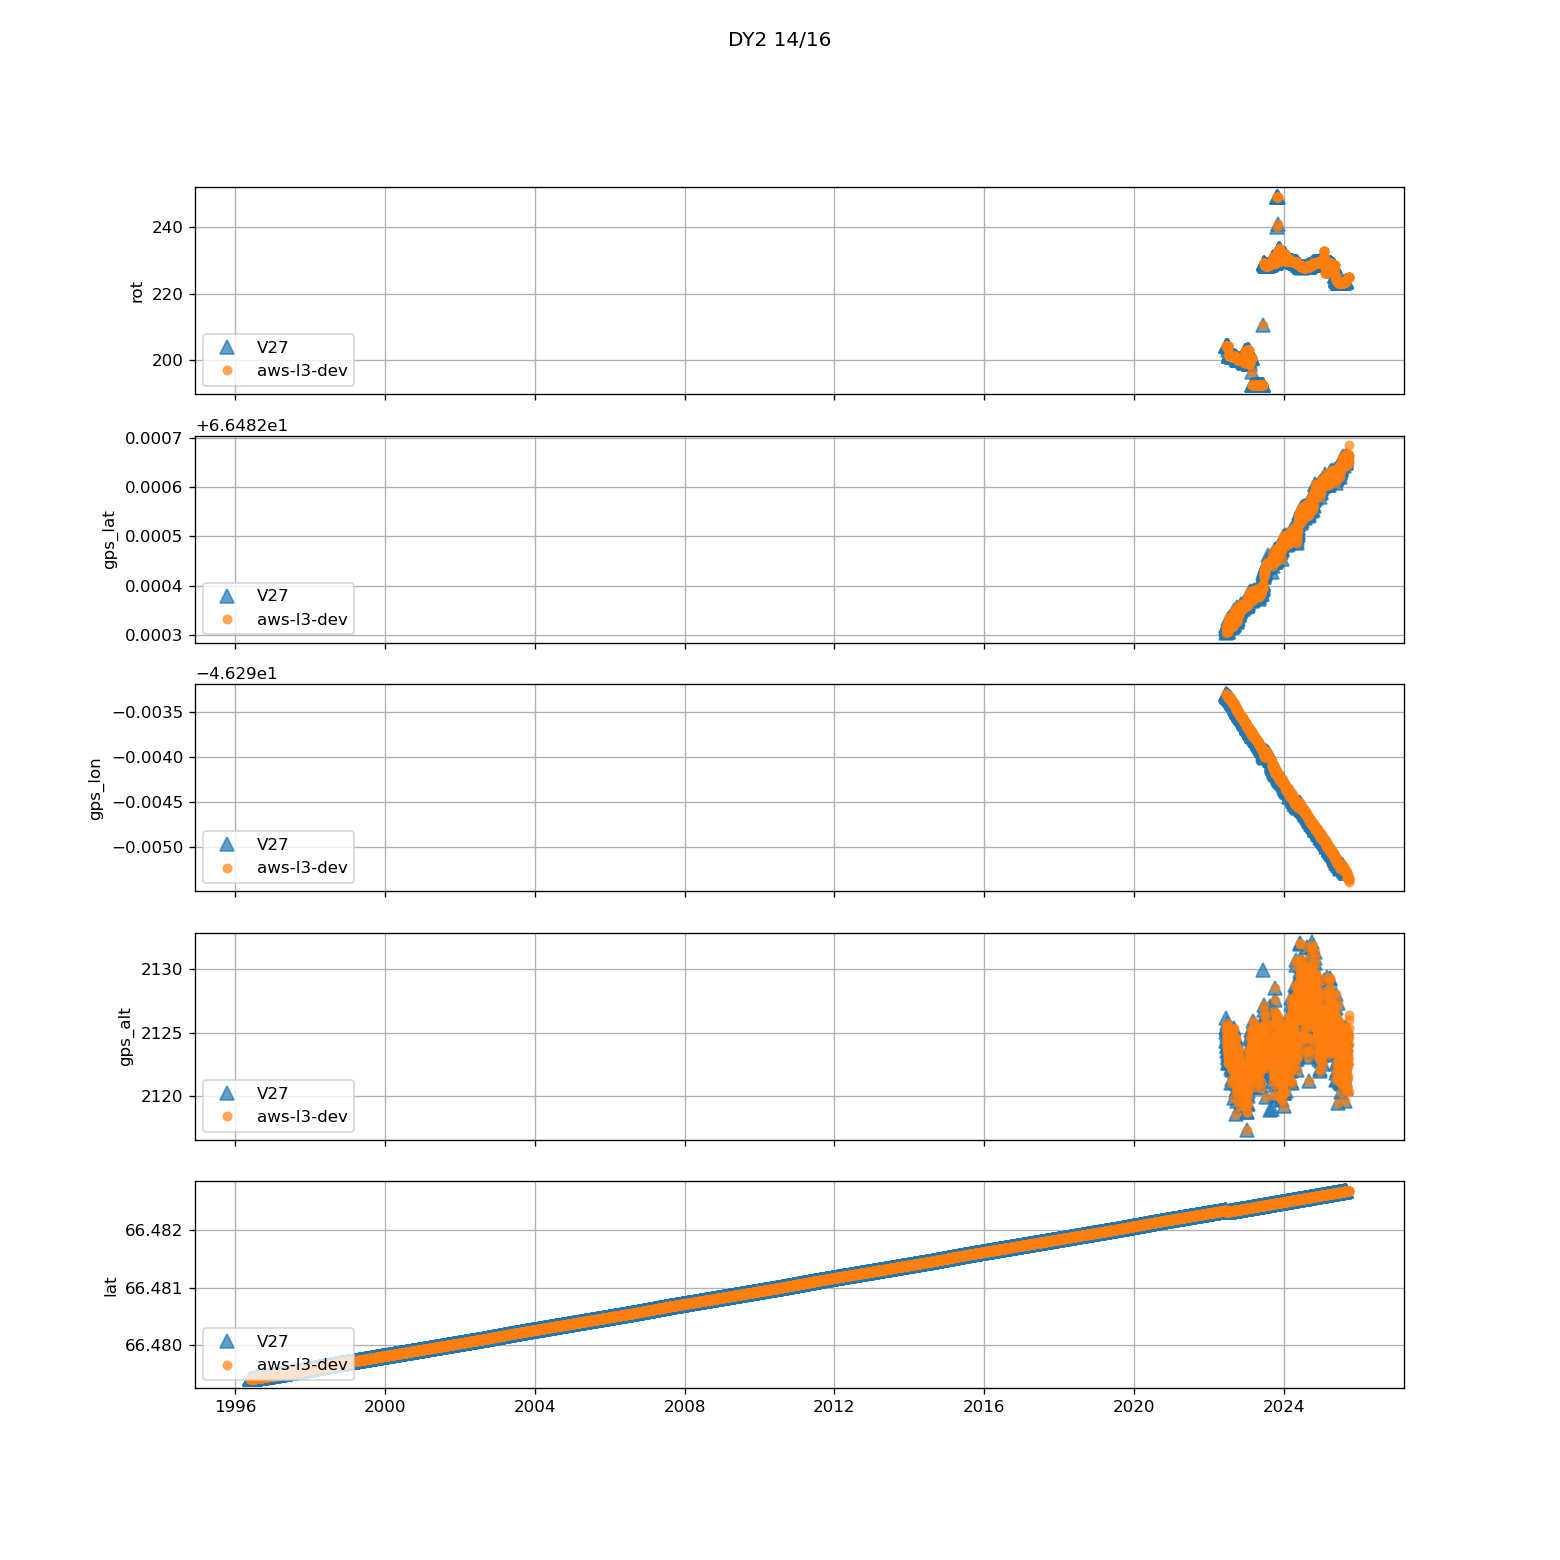 DY2 14/16
240
220
200
rot
V27
aws-l3-dev
+6.6482e1
0.0007
0.0006
0.0005
0.0004
0.0003
gps_lat
V27
aws-l3-dev
−4.629e1
−0.0035
−0.0040
−0.0045
−0.0050
gps_lon
V27
aws-l3-dev
2130
2125
2120
gps_alt
V27
aws-l3-dev
66.482
66.481
66.480
lat
V27
aws-l3-dev
1996 2000 2004 2008 2012 2016 2020 2024